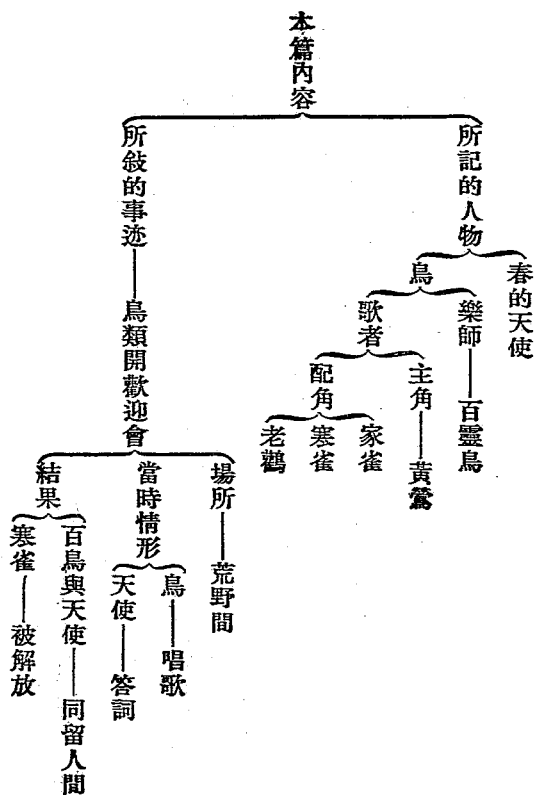 本篇內容
所記的人物
春的天使
鳥
樂師
百靈鳥
歌者
主角
黃鶯
配角
家雀
寒雀
老鸛
所敍的事迹
鳥類開歡迎會
場所
荒野間
當時情形
鳥
唱歌
天使
答詞
結果
百鳥與天使
同留人間
寒雀
被解放